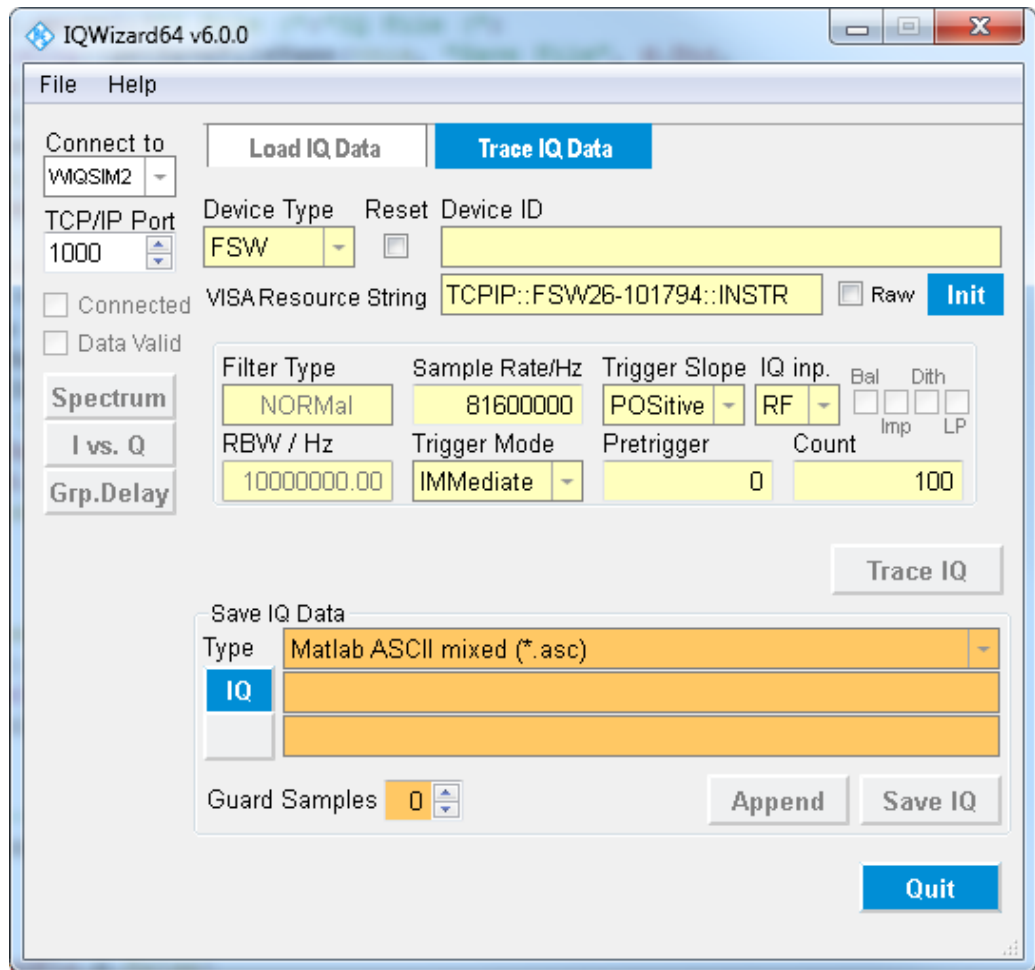 IQWizard64 v6.0.0
File Help
Connect to
WIQSIM2
TCP/IP Port
1000
Connected
Data Valid
Spectrum
I vs. Q
Grp.Delay
Load IQ Data Trace IQ Data
Device Type Reset Device ID
FSW
VISA Resource String TCPIP::FSW26-101794::INSTR Raw Init
Filter Type Sample Rate/Hz Trigger Slope IQ inp. Bal Dith
NORMal 81600000 POSitive RF
Imp LP
RBW / Hz Trigger Mode Pretrigger Count
10000000.00 IMMediate 0 100
Trace IQ
Save IQ Data
Type Matlab ASCII mixed (*.asc)
IQ
Guard Samples 0 Append Save IQ
Quit